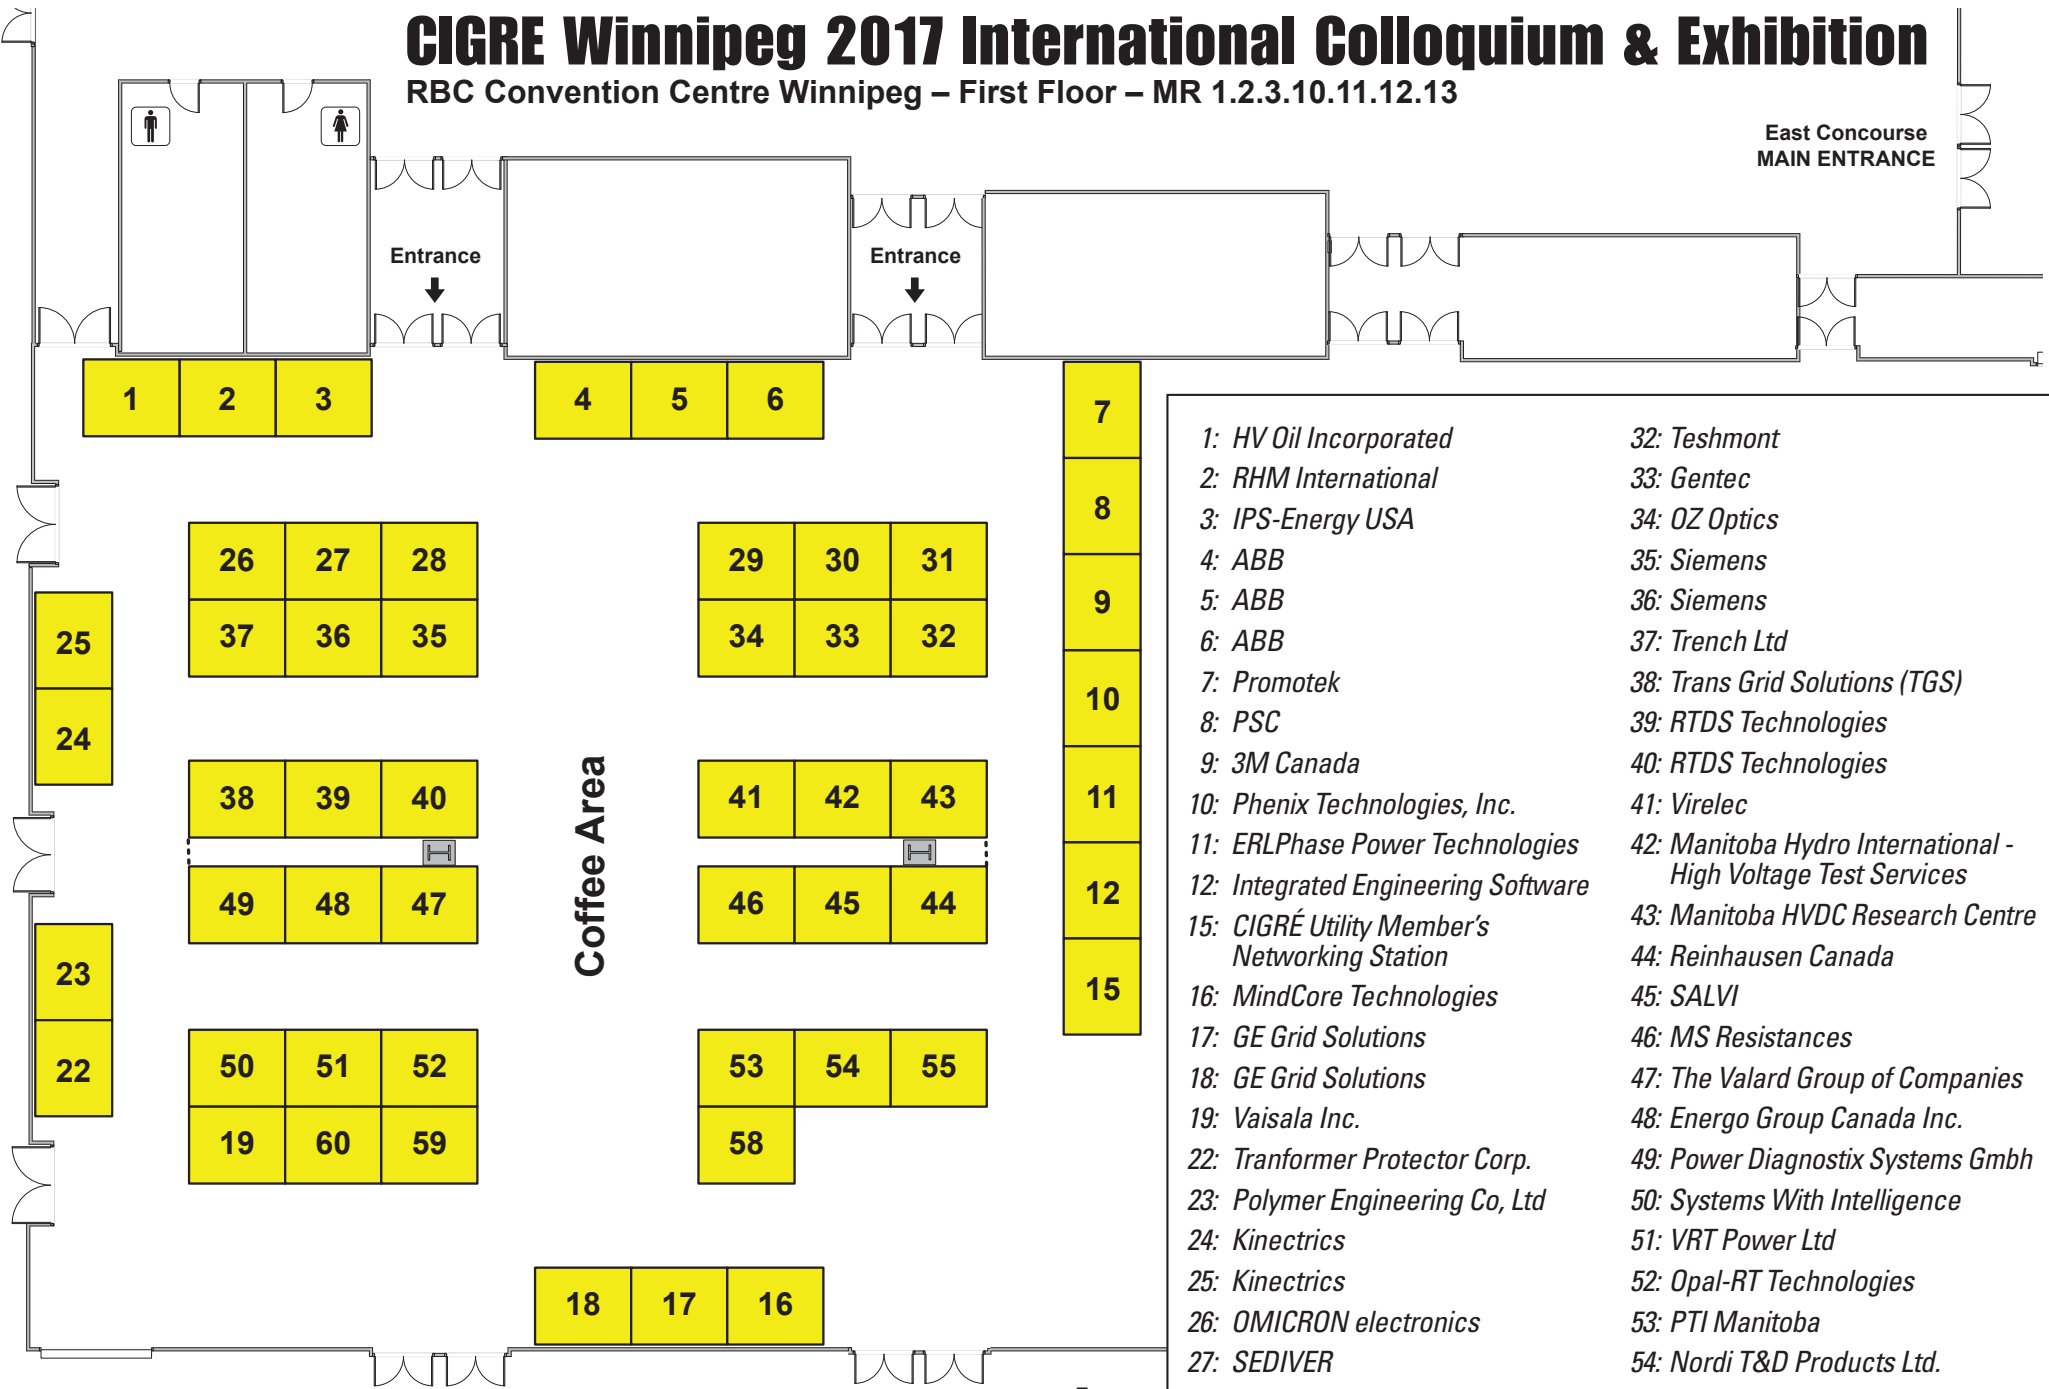 CIGRE Winnipeg 2017 International Colloquium & Exhibition
RBC Convention Centre Winnipeg – First Floor – MR 1.2.3.10.11.12.13
East Concourse
MAIN ENTRANCE
Entrance
Entrance
1 2 3
4 5 6
7
8
9
10
11
12
15
26 27 28
37 36 35
29 30 31
34 33 32
25
24
38 39 40
49 48 47
Coffee Area
41 42 43
46 45 44
23
22
50 51 52
19 60 59
53 54 55
58
18 17 16
1: HV Oil Incorporated
2: RHM International
3: IPS-Energy USA
4: ABB
5: ABB
6: ABB
7: Promotek
8: PSC
9: 3M Canada
10: Phenix Technologies, Inc.
11: ERLPhase Power Technologies
12: Integrated Engineering Software
15: CIGRÉ Utility Member's
Networking Station
16: MindCore Technologies
17: GE Grid Solutions
18: GE Grid Solutions
19: Vaisala Inc.
22: Tranformer Protector Corp.
23: Polymer Engineering Co, Ltd
24: Kinectrics
25: Kinectrics
26: OMICRON electronics
27: SEDIVER
32: Teshmont
33: Gentec
34: OZ Optics
35: Siemens
36: Siemens
37: Trench Ltd
38: Trans Grid Solutions (TGS)
39: RTDS Technologies
40: RTDS Technologies
41: Virelec
42: Manitoba Hydro International -
High Voltage Test Services
43: Manitoba HVDC Research Centre
44: Reinhausen Canada
45: SALVI
46: MS Resistances
47: The Valard Group of Companies
48: Energo Group Canada Inc.
49: Power Diagnostix Systems Gmbh
50: Systems With Intelligence
51: VRT Power Ltd
52: Opal-RT Technologies
53: PTI Manitoba
54: Nordi T&D Products Ltd.